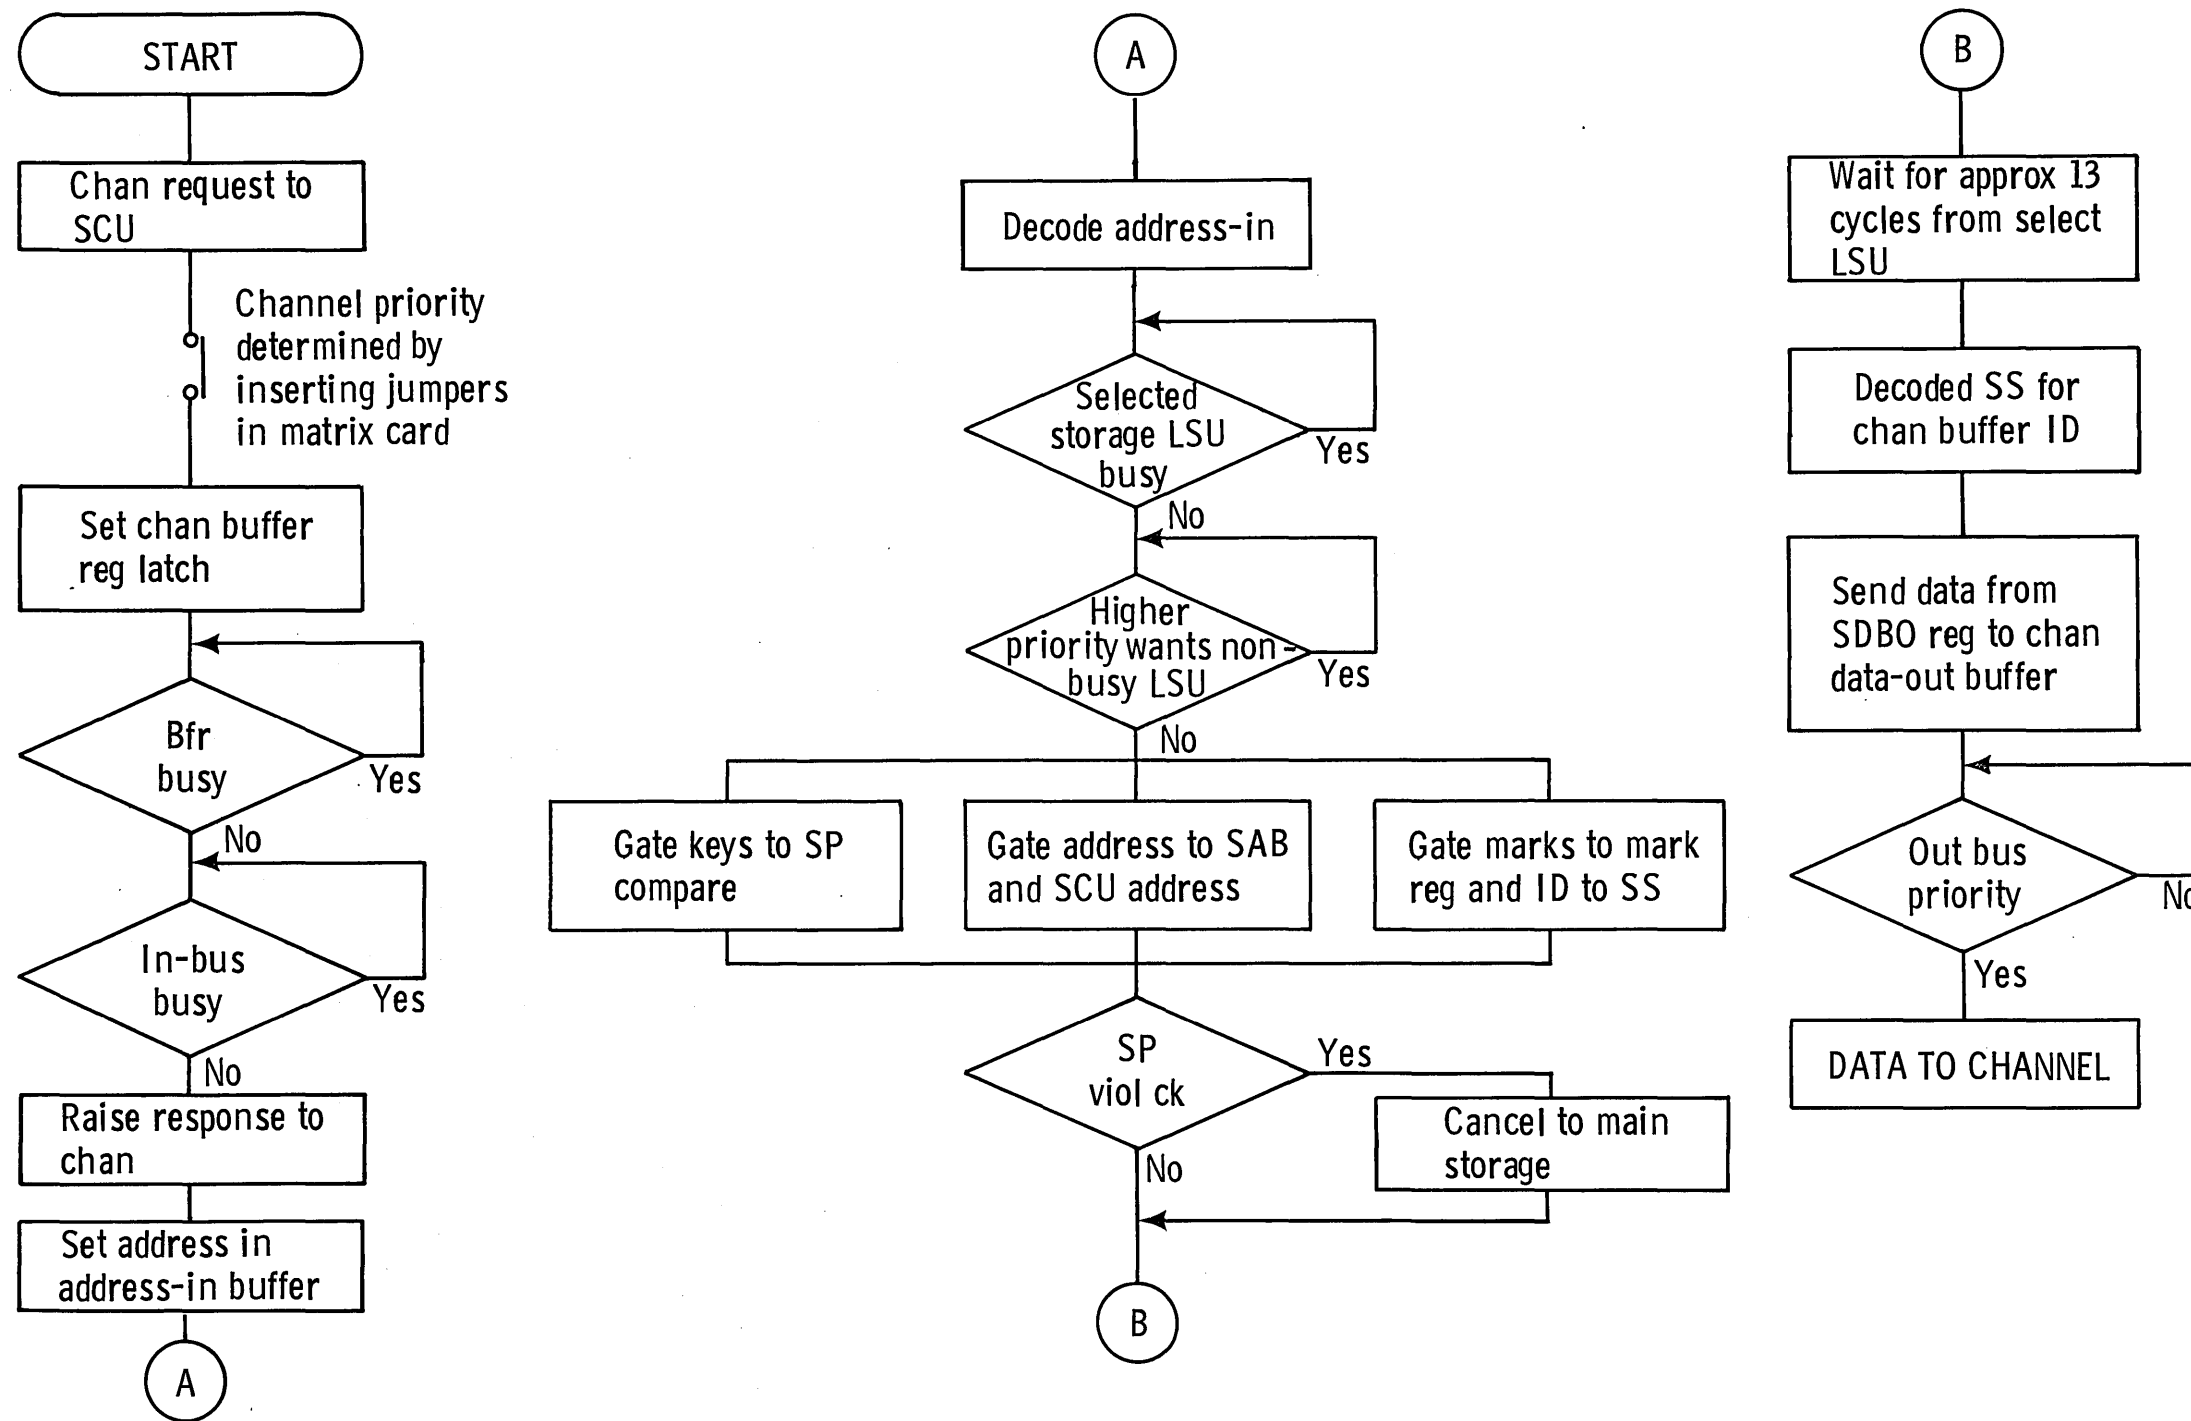 START
Chan request to
SCU
Channel priority
determined by
inserting jumpers
in matrix card
Set chan buffer
reg latch
Bfr
busy
Yes
No
In-bus
busy
Yes
No
Raise response to
chan
Set address in
address-in buffer
A
A
Decode address-in
Selected
storage LSU
busy
Yes
No
Higher
priority wants non-
busy LSU
Yes
No
Gate keys to SP
compare
Gate address to SAB
and SCU address
Gate marks to mark
reg and ID to SS
SP
viol ck
Yes
No
Cancel to main
storage
B
B
Wait for approx 13
cycles from select
LSU
Decoded SS for
chan buffer ID
Send data from
SDBO reg to chan
data-out buffer
Out bus
priority
No
Yes
DATA TO CHANNEL